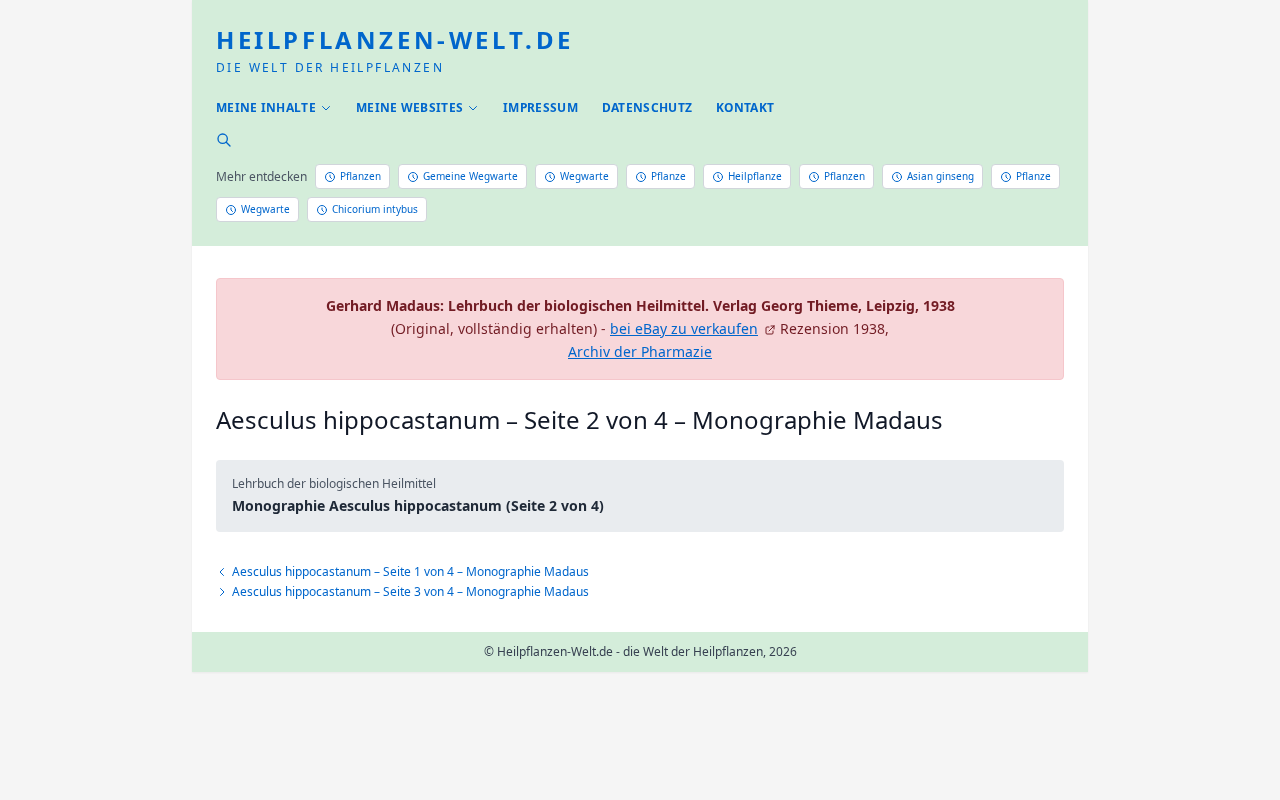 HEILPFLANZEN-WELT.DE
DIE WELT DER HEILPFLANZEN
MEINE INHALTE MEINE WEBSITES IMPRESSUM DATENSCHUTZ KONTAKT
Mehr entdecken Pflanzen Gemeine Wegwarte Wegwarte Pflanze Heilpflanze Pflanzen Asian ginseng Pflanze
Wegwarte Chicorium intybus
Gerhard Madaus: Lehrbuch der biologischen Heilmittel. Verlag Georg Thieme, Leipzig, 1938
(Original, vollständig erhalten) - bei eBay zu verkaufen Rezension 1938,
Archiv der Pharmazie
Aesculus hippocastanum – Seite 2 von 4 – Monographie Madaus
Lehrbuch der biologischen Heilmittel
Monographie Aesculus hippocastanum (Seite 2 von 4)
Aesculus hippocastanum – Seite 1 von 4 – Monographie Madaus
Aesculus hippocastanum – Seite 3 von 4 – Monographie Madaus
© Heilpflanzen-Welt.de - die Welt der Heilpflanzen, 2026